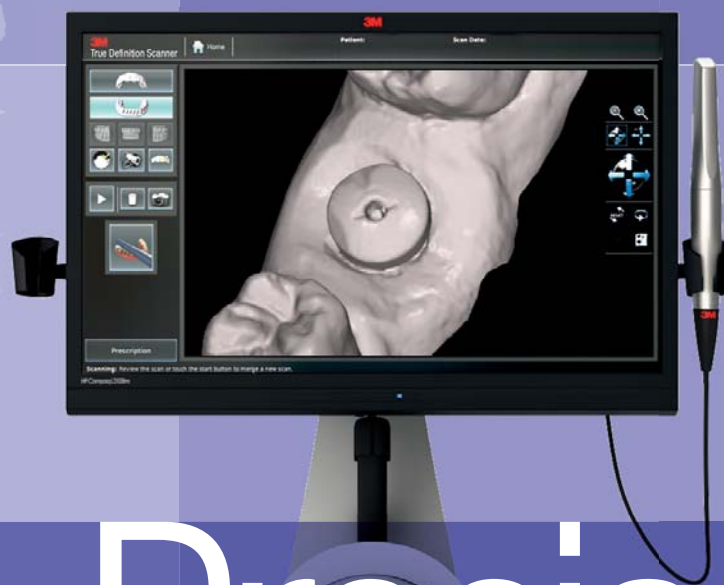 3M
3M
True Definition Scanner
Home
Patient:
Scan Date:
RESET
Prescription
Scanning: Review the scan or touch the start button to merge a new scan.
3M